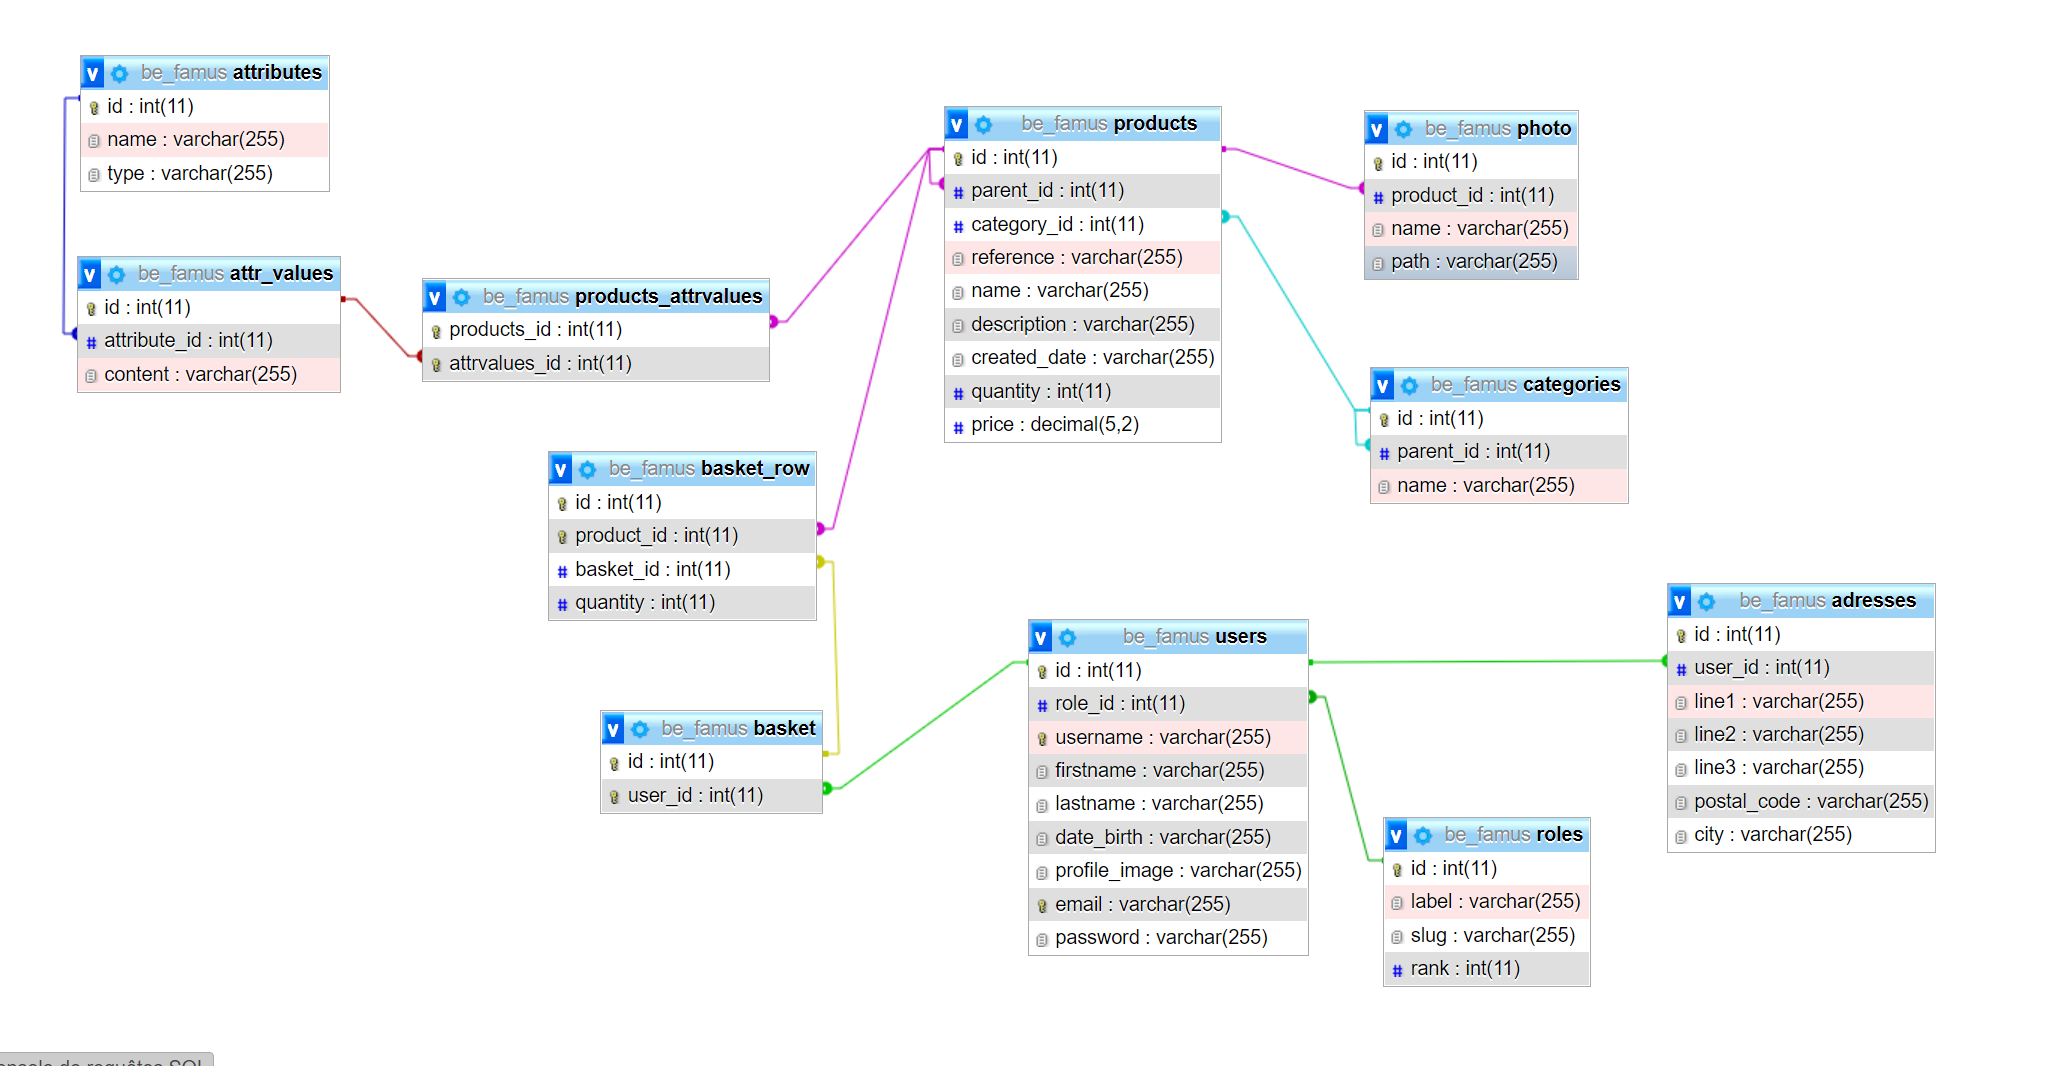 v be_famus attributes
id : int(11)
name : varchar(255)
type : varchar(255)
v be_famus attr_values
id : int(11)
# attribute_id : int(11)
content : varchar(255)
v be_famus products_attrvalues
products_id : int(11)
attrvalues_id : int(11)
v be_famus products
id : int(11)
# parent_id : int(11)
# category_id : int(11)
reference : varchar(255)
name : varchar(255)
description : varchar(255)
created_date : varchar(255)
# quantity : int(11)
# price : decimal(5,2)
v be_famus photo
id : int(11)
# product_id : int(11)
name : varchar(255)
path : varchar(255)
v be_famus categories
id : int(11)
# parent_id : int(11)
name : varchar(255)
v be_famus basket_row
id : int(11)
product_id : int(11)
# basket_id : int(11)
# quantity : int(11)
v be_famus basket
id : int(11)
user_id : int(11)
v be_famus users
id : int(11)
# role_id : int(11)
username : varchar(255)
firstname : varchar(255)
lastname : varchar(255)
date_birth : varchar(255)
profile_image : varchar(255)
email : varchar(255)
password : varchar(255)
v be_famus adresses
id : int(11)
# user_id : int(11)
line1 : varchar(255)
line2 : varchar(255)
line3 : varchar(255)
postal_code : varchar(255)
city : varchar(255)
v be_famus roles
id : int(11)
label : varchar(255)
slug : varchar(255)
# rank : int(11)
de requêtes SQL